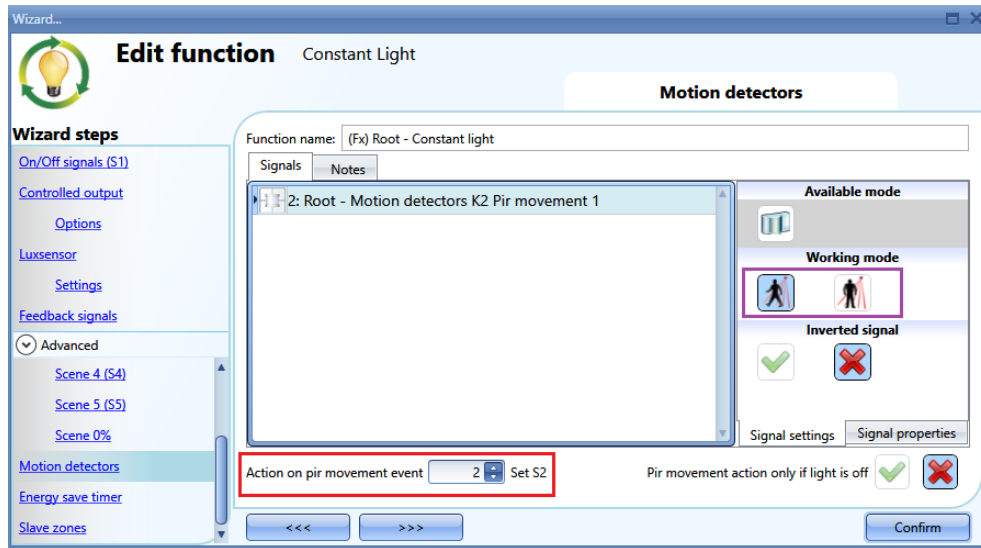 Wizard...
Edit function Constant Light
Motion detectors
Wizard steps
On/Off signals (S1)
Controlled output
Options
Luxsensor
Settings
Feedback signals
Advanced
Scene 4 (S4)
Scene 5 (S5)
Scene 0%
Motion detectors
Energy save timer
Slave zones
Function name: (Fx) Root - Constant light
Signals Notes
2: Root - Motion detectors K2 Pir movement 1
Available mode
Working mode
Inverted signal
Signal settings Signal properties
Action on pir movement event 2 Set S2
Pir movement action only if light is off
<<< >>> Confirm